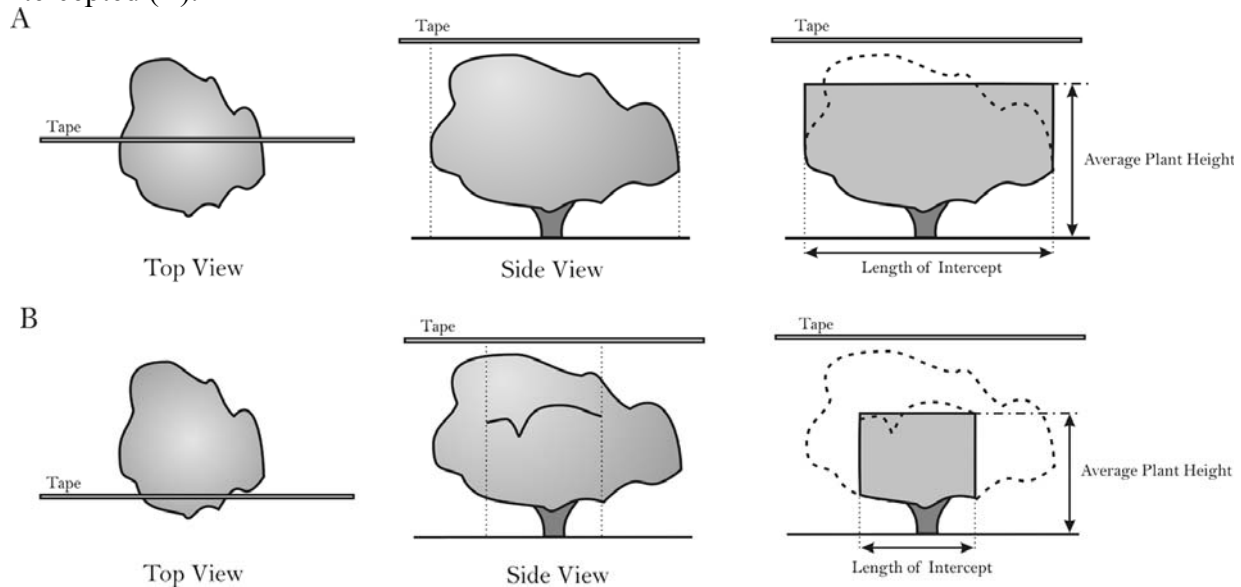 A
Tape
Tape
Tape
Average Plant Height
Top View
Side View
Length of Intercept
B
Tape
Tape
Tape
Average Plant Height
Top View
Side View
Length of Intercept